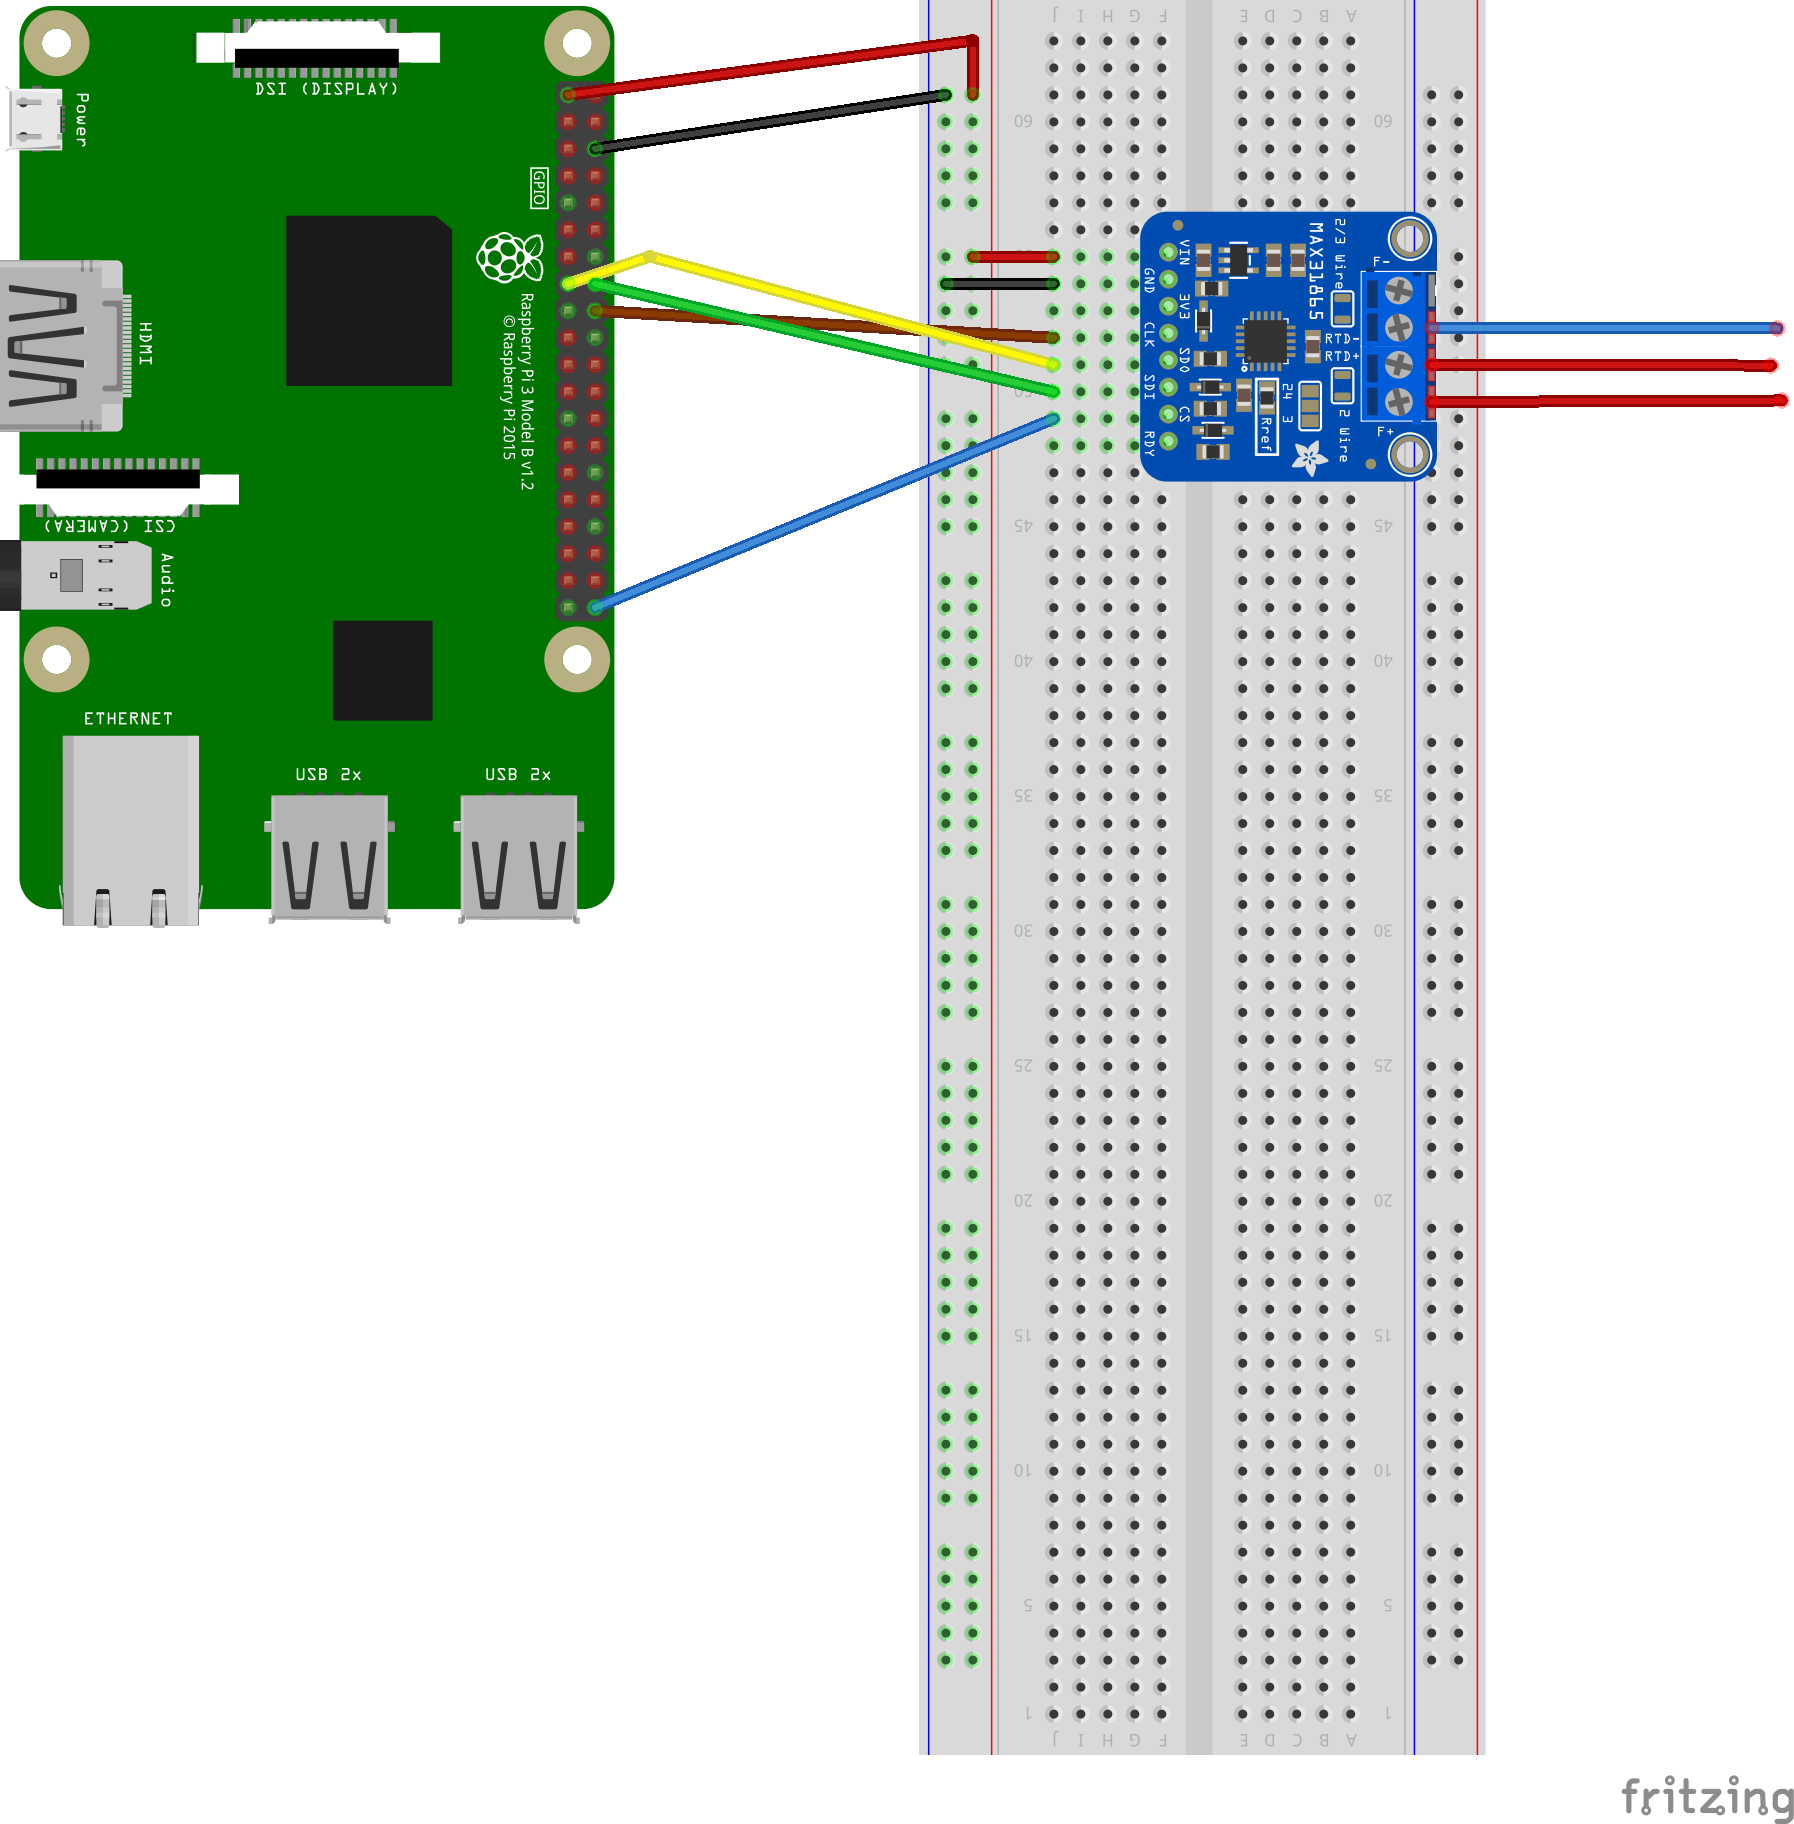 DSI (DISPLAY)
Power
GPIO
HDMI
Raspberry Pi 3 Model B v1.2
© Raspberry Pi 2015
CSI (CAMERA)
Audio
ETHERNET
USB 2x
USB 2x
J I H G F E D C B A
60 60
50
45 45
40 40
35 35
30 30
25 25
20 20
15 15
10 10
5 5
1 1
J I H G F E D C B A
VIN
GND
3V3
CLK
SDO
SDI
CS
RDY
MAX31865
2/3 Wire
F-
RTD-
RTD+
F+
24 3
2 Wire
Rref
fritzing